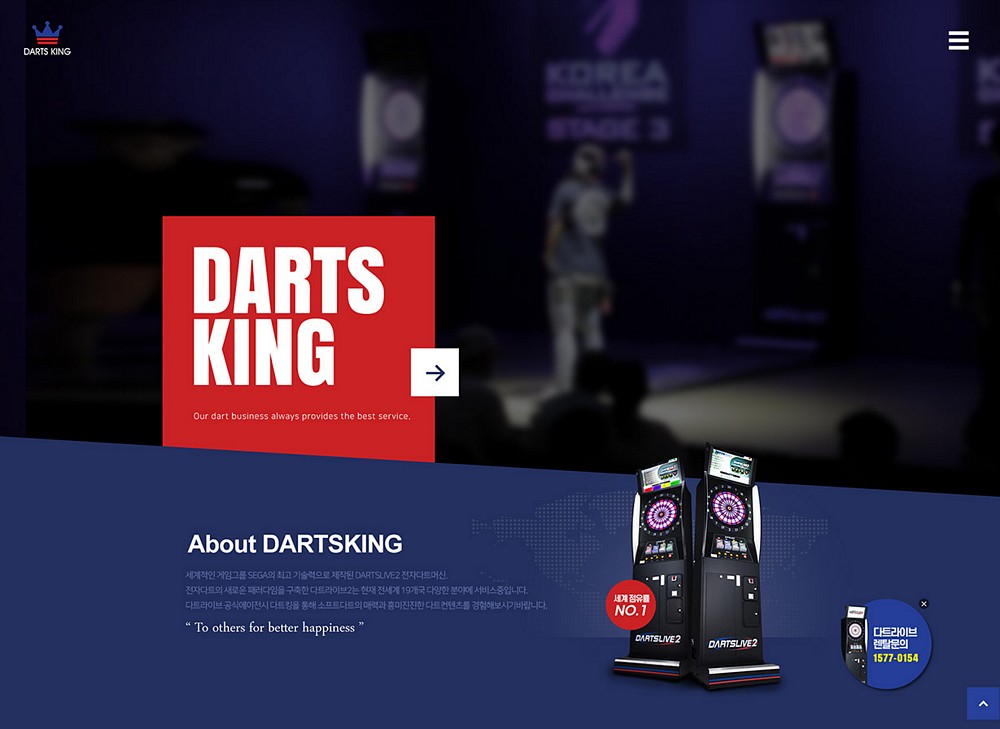 DARTS KING
KOREA
CHALLENGE
STAGE 3
DARTS
KING
Our dart business always provides the best service.
About DARTSKING
세계적인 게임그룹 SEGA의 최고 기술력으로 제작된 DARTSLIVE2 전자다트머신.
전자다트의 새로운 패러다임을 구축한 다트라이브2는 현재 전세계 19개국 다양한 분야에 서비스중입니다.
다트라이브 공식에이전시 다트킹을 통해 소프트다트의 매력과 흥미진진한 다트컨텐츠를 경험해보시기바랍니다.
“ To others for better happiness ”
세계 점유률
NO.1
DARTSLIVE2
DARTSLIVE2
다트라이브
렌탈문의
1577-0154